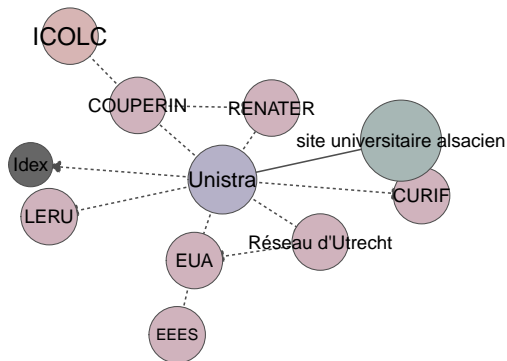 ICOLC
COUPERIN
RENATER
site universitaire alsacien
Idex
Unistra
CURIF
LERU
Réseau d'Utrecht
EUA
EEES